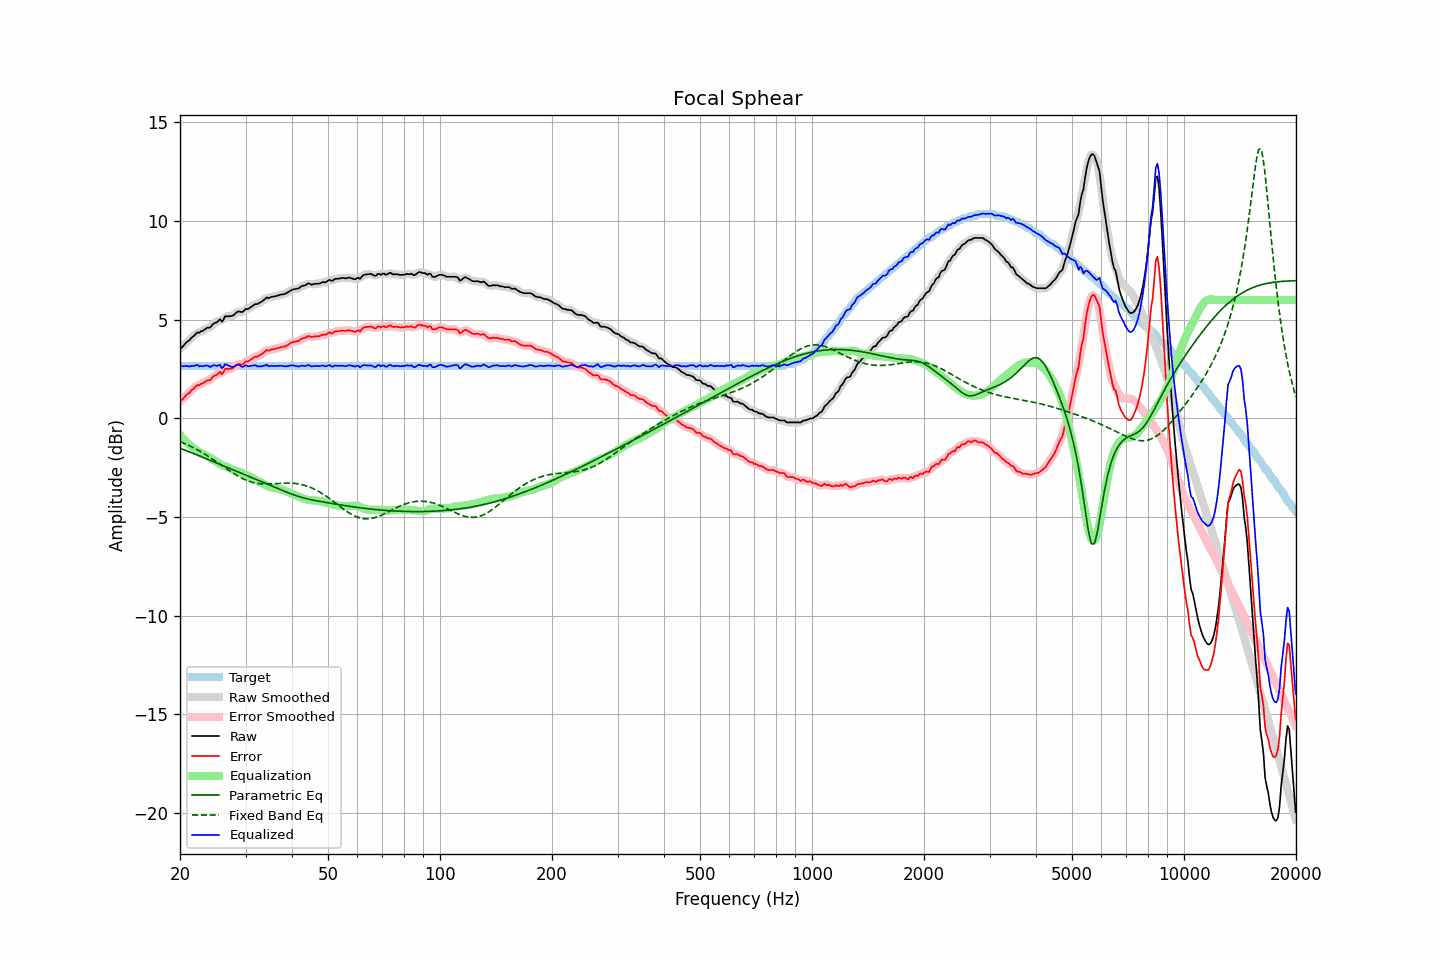 Focal Sphear
15
10
5
0
−5
−10
−15
−20
Amplitude (dBr)
Target
Raw Smoothed
Error Smoothed
Raw
Error
Equalization
Parametric Eq
Fixed Band Eq
Equalized
20
50
100
200
500
1000
2000
5000
10000
20000
Frequency (Hz)